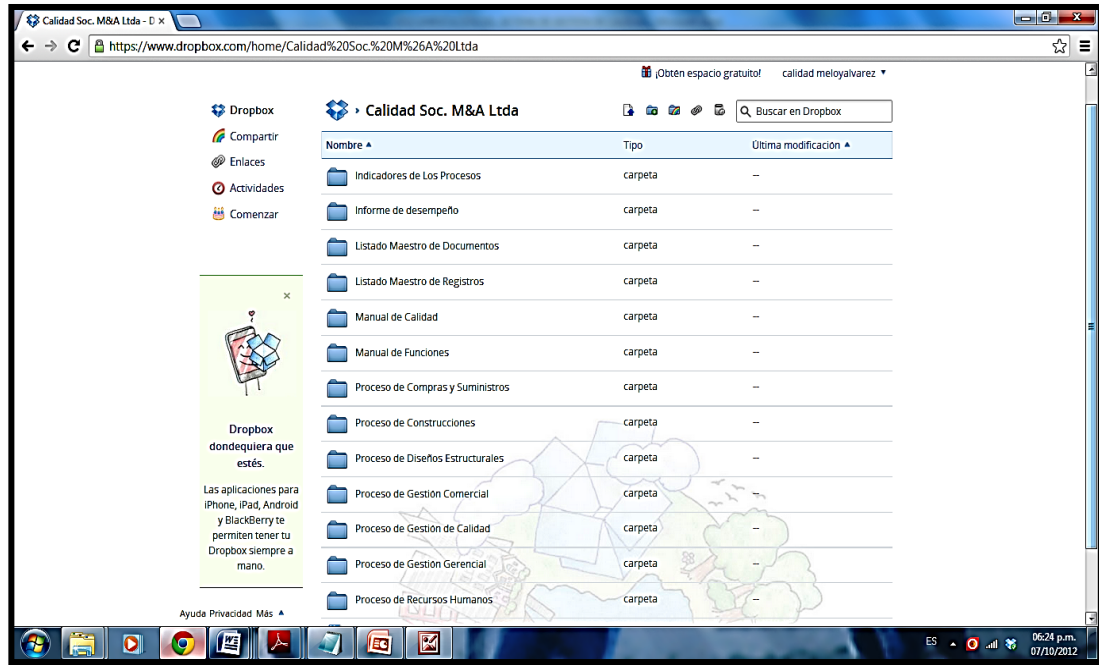 Calidad Soc. M&A Ltda - D
https://www.dropbox.com/home/Calidad%20Soc.%20M%26A%20Ltda
¡Obtén espacio gratuito! calidad meloyalvarez
Dropbox
Compartir
Enlaces
Actividades
Comenzar
Calidad Soc. M&A Ltda
Buscar en Dropbox
Nombre Tipo Última modificación
Indicadores de Los Procesos carpeta --
Informe de desempeño carpeta --
Listado Maestro de Documentos carpeta --
Listado Maestro de Registros carpeta --
Manual de Calidad carpeta --
Manual de Funciones carpeta --
Proceso de Compras y Suministros carpeta --
Proceso de Construcciones carpeta --
Proceso de Diseños Estructurales carpeta --
Proceso de Gestión Comercial carpeta --
Proceso de Gestión de Calidad carpeta --
Proceso de Gestión Gerencial carpeta --
Proceso de Recursos Humanos carpeta --
Dropbox
dondequiera que
estés.
Las aplicaciones para
iPhone, iPad, Android
y BlackBerry te
permiten tener tu
Dropbox siempre a
mano.
Ayuda Privacidad Más
ES
06:24 p.m.
07/10/2012